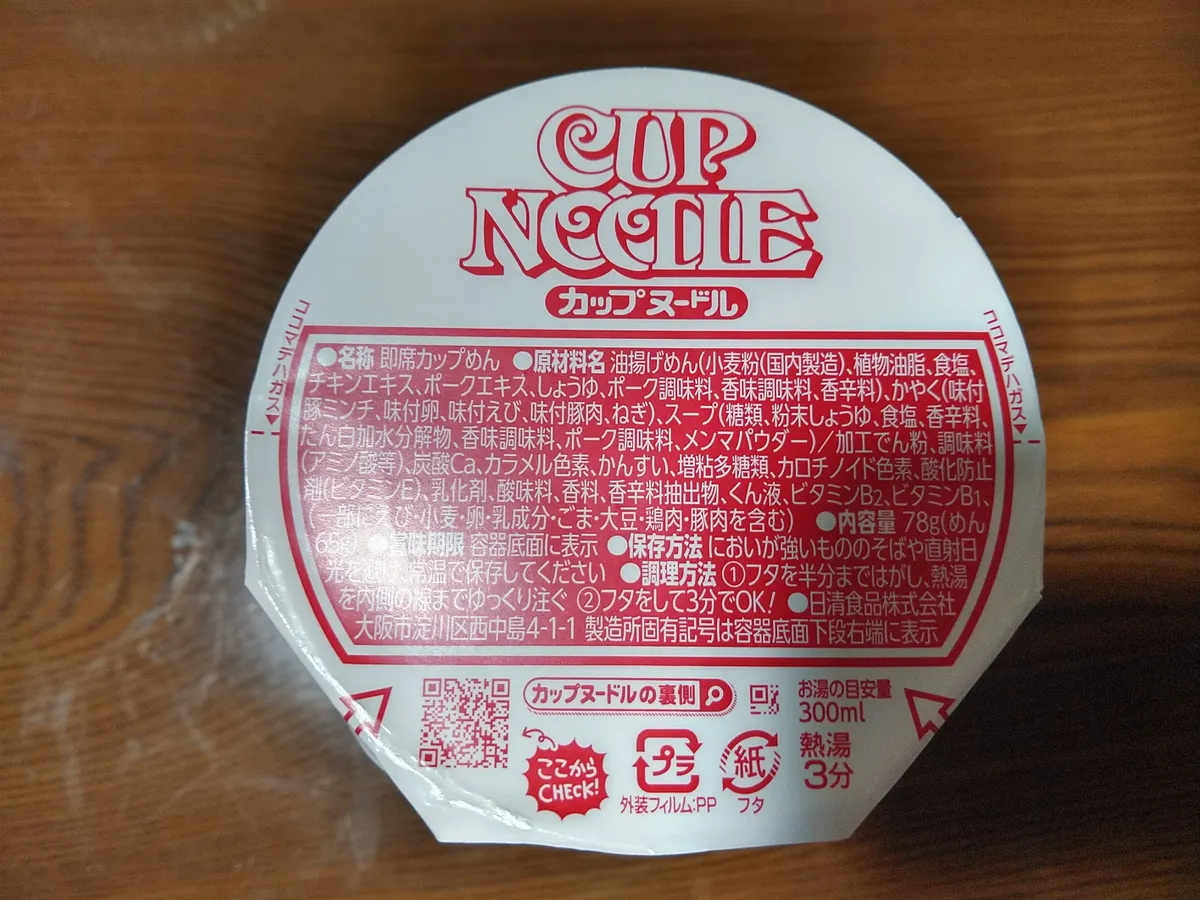 CUP
NOODLE
カップヌードル
ココマデハガス▼
ココマデハガス▼
●名称 即席カップめん ●原材料名 油揚げめん(小麦粉(国内製造)、植物油脂、食塩、
チキンエキス、ポークエキス、しょうゆ、ポーク調味料、香味調味料、香辛料)、かやく(味付
豚ミンチ、味付卵、味付えび、味付豚肉、ねぎ)、スープ(糖類、粉末しょうゆ、食塩、香辛料、
たん白加水分解物、香味調味料、ポーク調味料、メンマパウダー)/加工でん粉、調味料
(アミノ酸等)、炭酸Ca、カラメル色素、かんすい、増粘多糖類、カロチノイド色素、酸化防止
剤(ビタミンE)、乳化剤、酸味料、香料、香辛料抽出物、くん液、ビタミンB2、ビタミンB1、
(一部にえび・小麦・卵・乳成分・ごま・大豆・鶏肉・豚肉を含む) ●内容量 78g(めん
65g) ●賞味期限 容器底面に表示 ●保存方法 においが強いもののそばや直射日
光を避け、常温で保存してください ●調理方法 ①フタを半分まではがし、熱湯
を内側の線までゆっくり注ぐ ②フタをして3分でOK! ●日清食品株式会社
大阪市淀川区西中島4-1-1 製造所固有記号は容器底面下段右端に表示
カップヌードルの裏側
ここから
CHECK!
プラ
外装フィルム:PP
紙
フタ
お湯の目安量
300ml
熱湯
3分